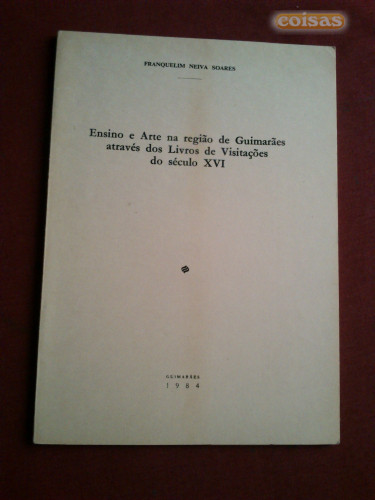 coisas
FRANQUELIM NEIVA SOARES
Ensino e Arte na região de Guimarães
através dos Livros de Visitações
do século XVI
GUIMARÃES
1984